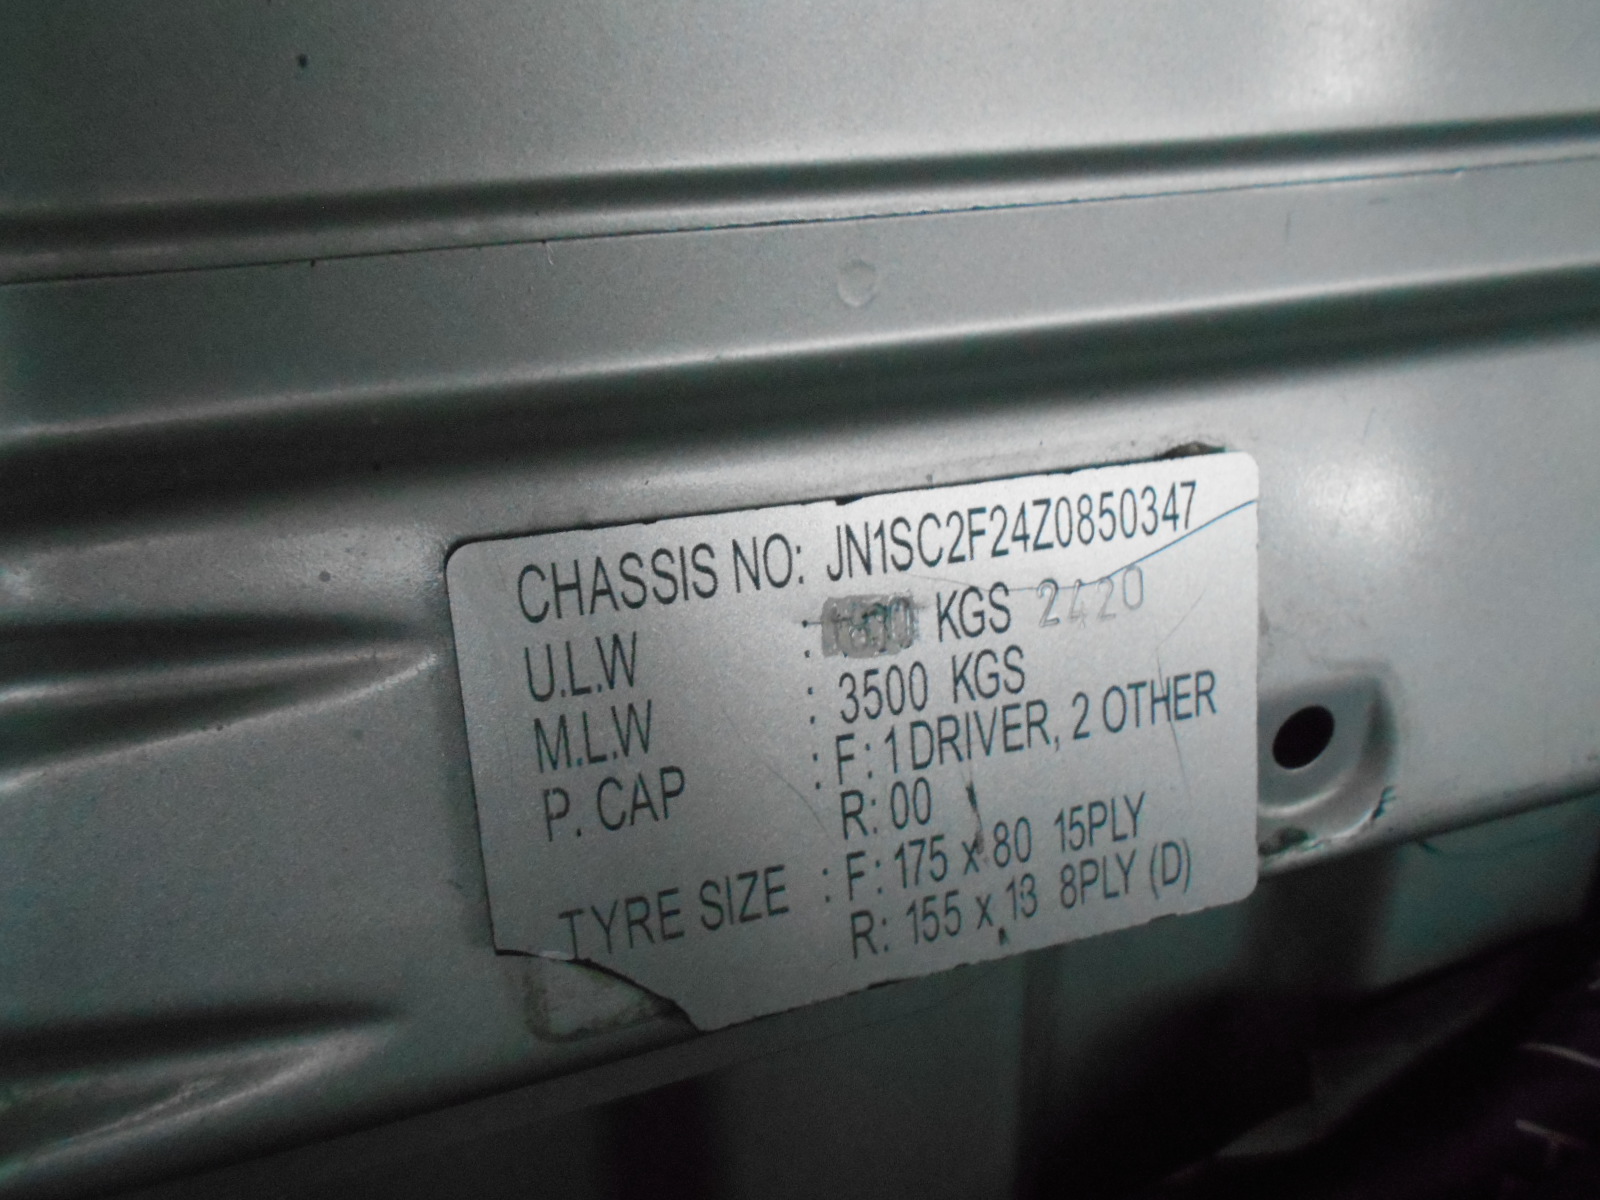 CHASSIS NO: JN1SC2F24Z0850347
U.L.W : KGS 2420
M.L.W : 3500 KGS
P. CAP : F: 1 DRIVER, 2 OTHER
R: 00
TYRE SIZE : F: 175 x 80 15PLY
R: 155 x 13 8PLY (D)